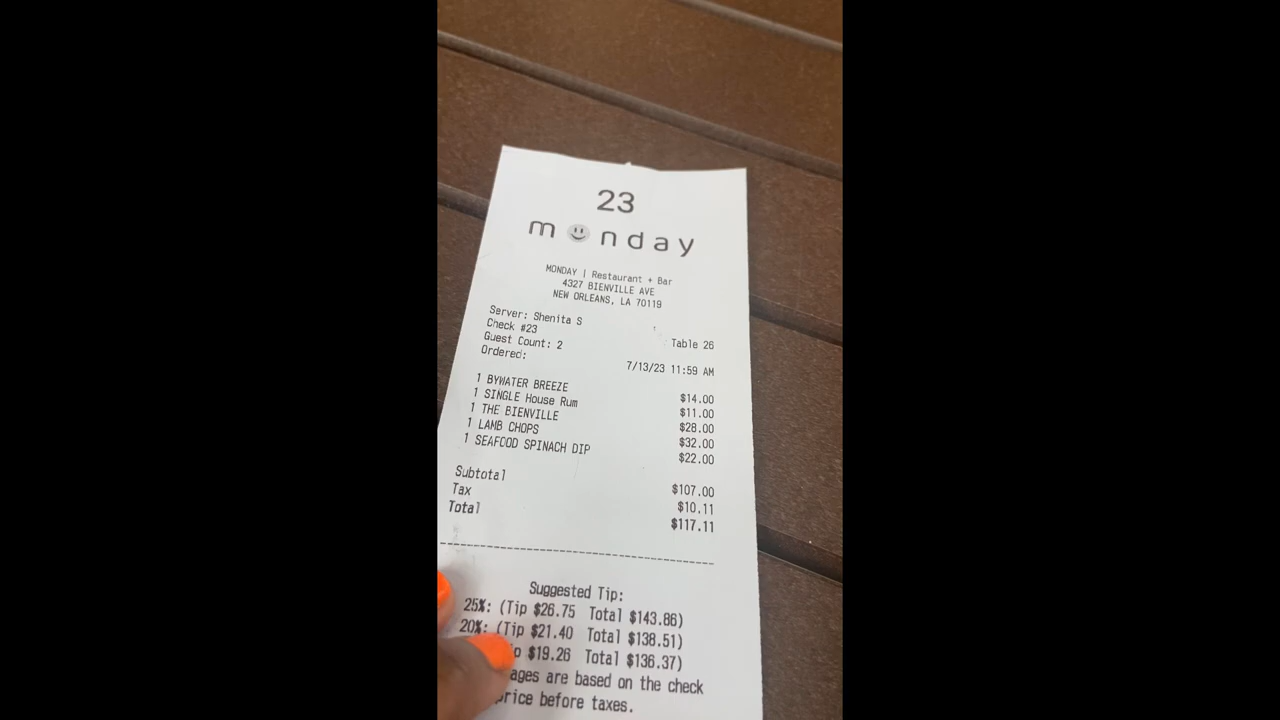 23
monday
MONDAY | Restaurant + Bar
4327 BIENVILLE AVE
NEW ORLEANS, LA 70119
Server: Shenita S
Check #23 Table 26
Guest Count: 2
Ordered: 7/13/23 11:59 AM
1 BYWATER BREEZE $14.00
1 SINGLE House Rum $11.00
1 THE BIENVILLE $28.00
1 LAMB CHOPS $32.00
1 SEAFOOD SPINACH DIP $22.00
Subtotal $107.00
Tax $10.11
Total $117.11
Suggested Tip:
25%: (Tip $26.75 Total $143.86)
20%: (Tip $21.40 Total $138.51)
$19.26 Total $136.37)
are based on the check
price before taxes.